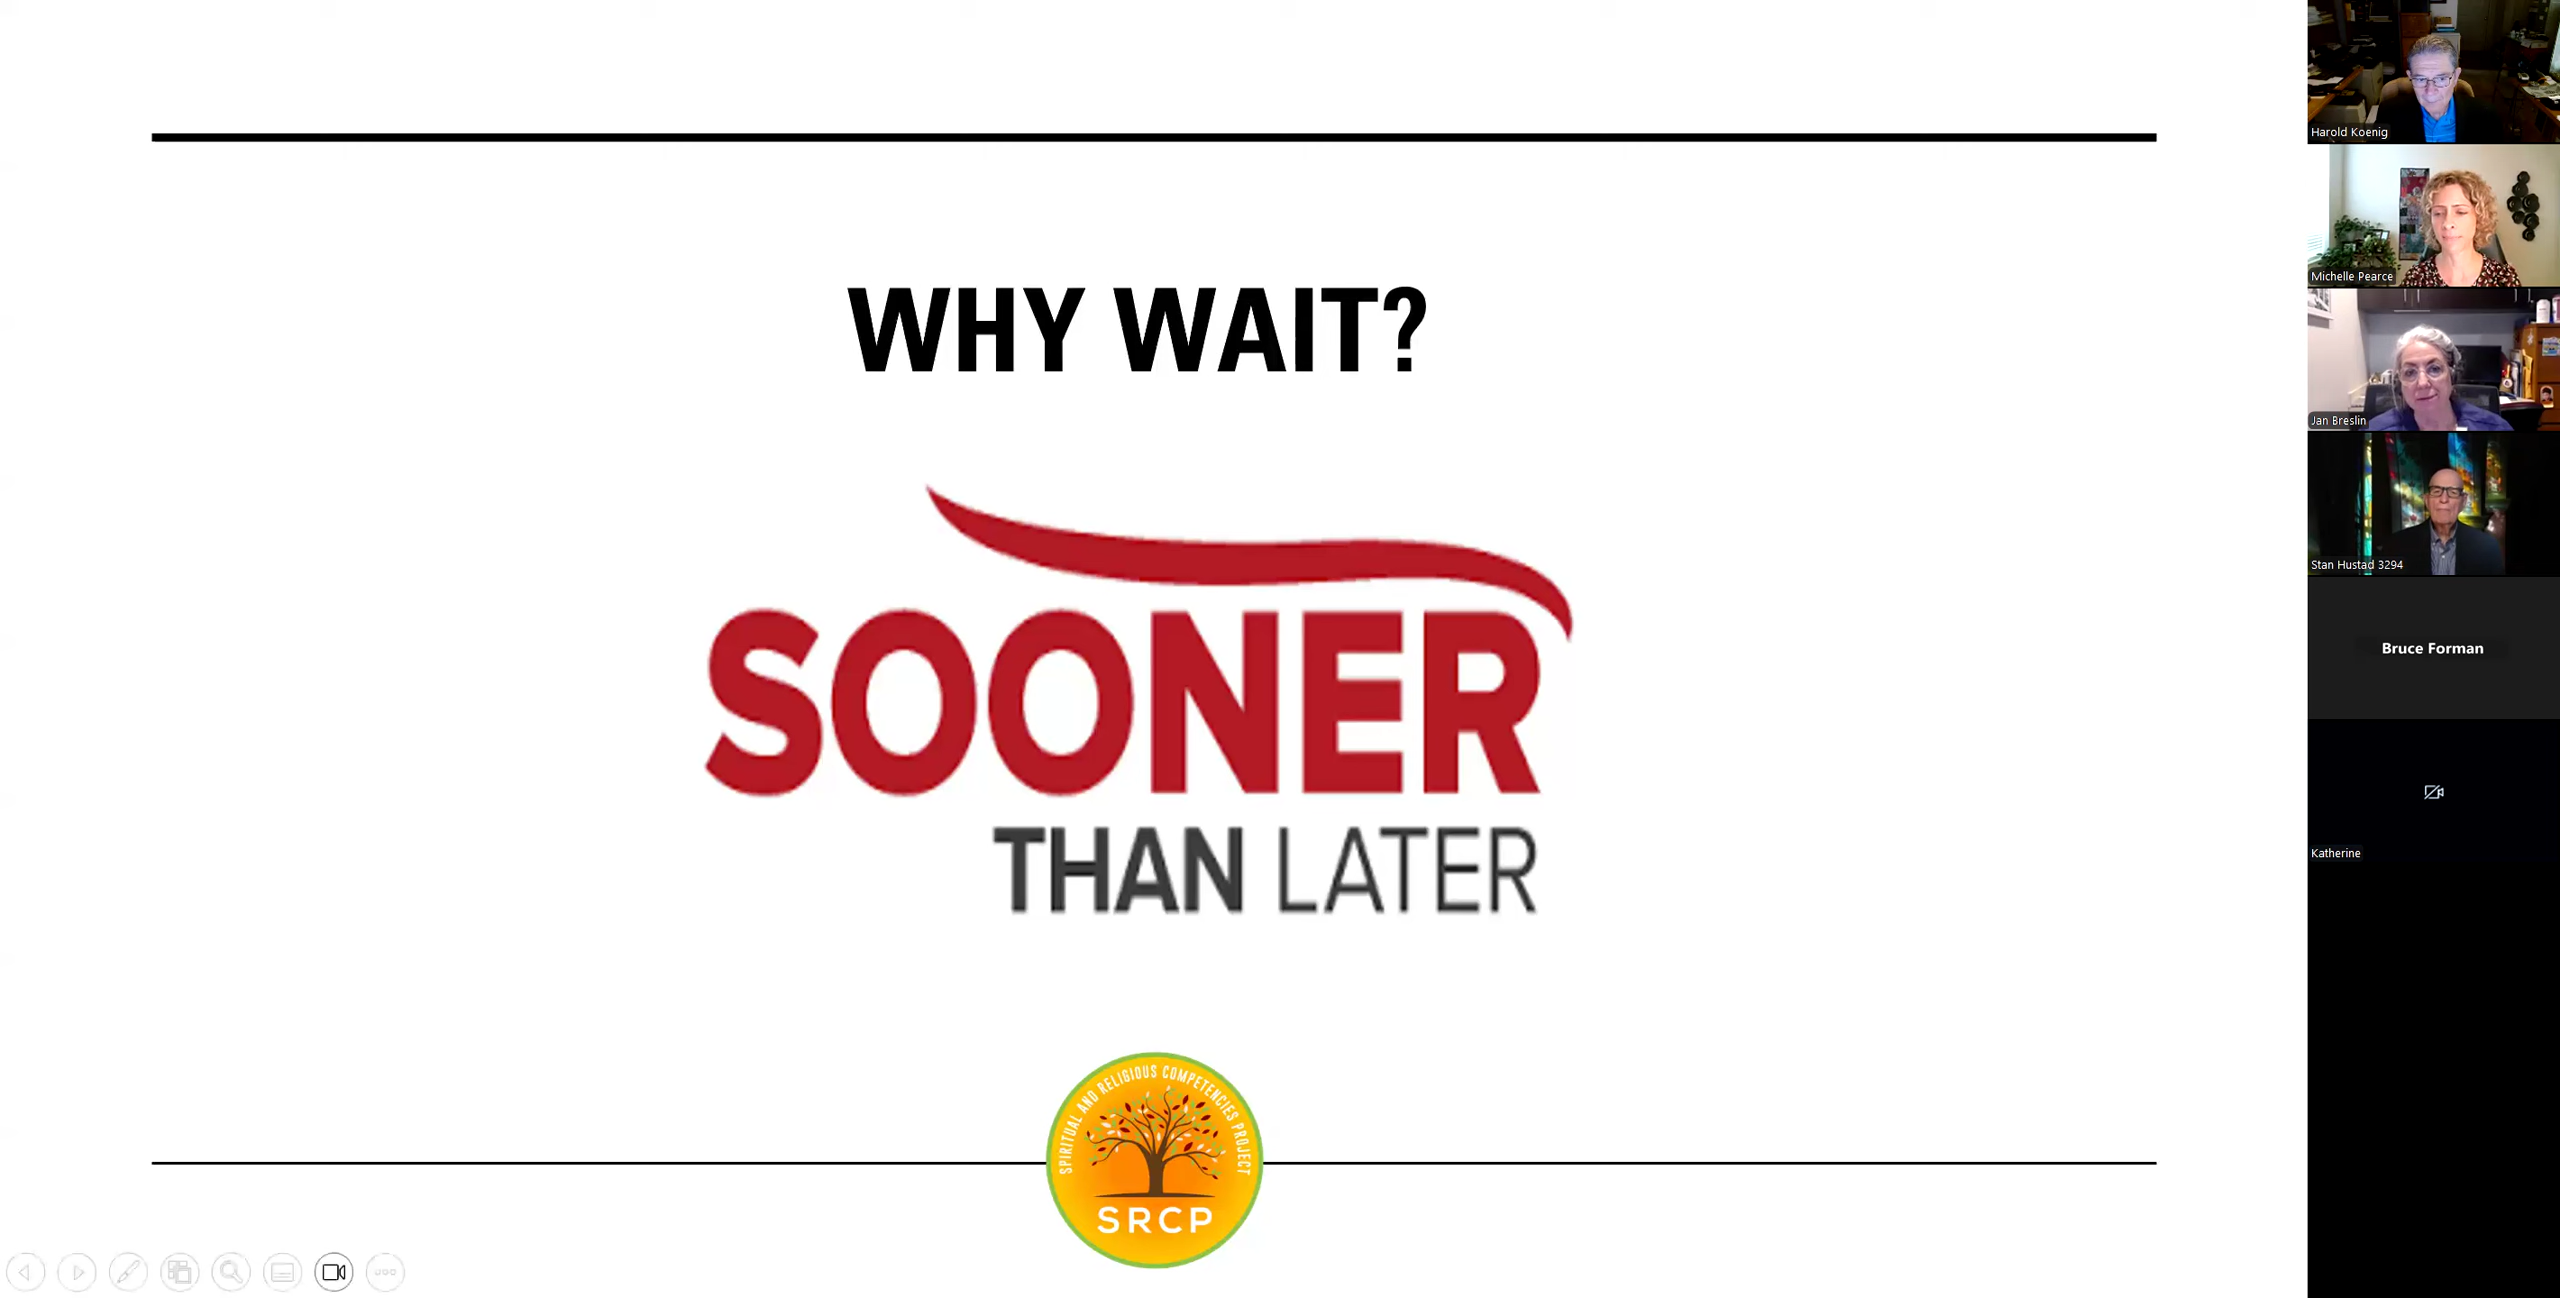 WHY WAIT?
SOONER
THAN LATER
SPIRITUAL AND RELIGIOUS COMPETENCIES PROJECT
SRCP
Harold Koenig
Michelle Pearce
Jan Breslin
Stan Hustad 3294
Bruce Forman
Katherine